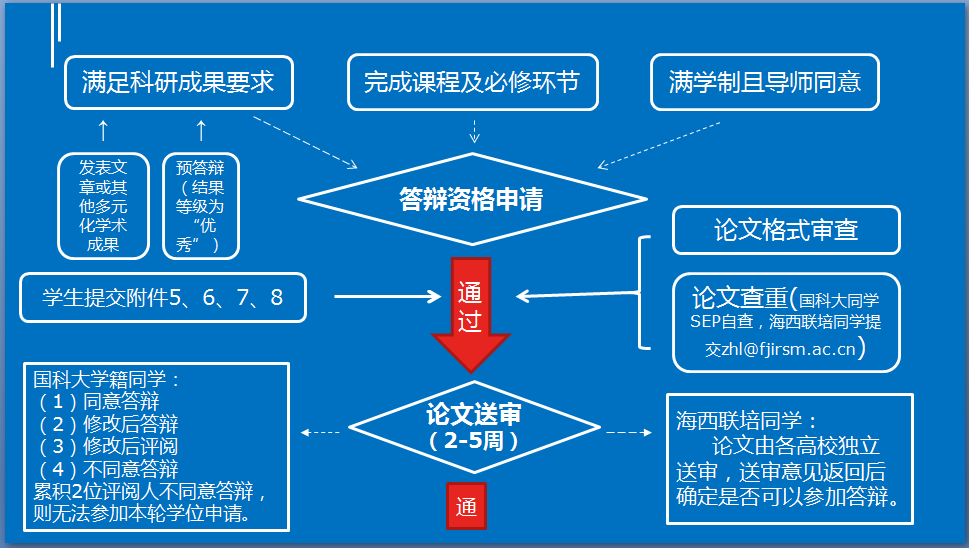 满足科研成果要求
完成课程及必修环节
满学制且导师同意
发表文
章或其
他多元
化学术
成果
预答辩
（结果
等级为
“优
秀”）
答辩资格申请
论文格式审查
学生提交附件5、6、7、8
通
过
论文查重(国科大同学
SEP自查，海西联培同学提
交zhl@fjirsm.ac.cn)
国科大学籍同学：
（1）同意答辩
（2）修改后答辩
（3）修改后评阅
（4）不同意答辩
累积2位评阅人不同意答辩，
则无法参加本轮学位申请。
论文送审
（2-5周）
海西联培同学：
论文由各高校独立
送审，送审意见返回后
确定是否可以参加答辩。
通